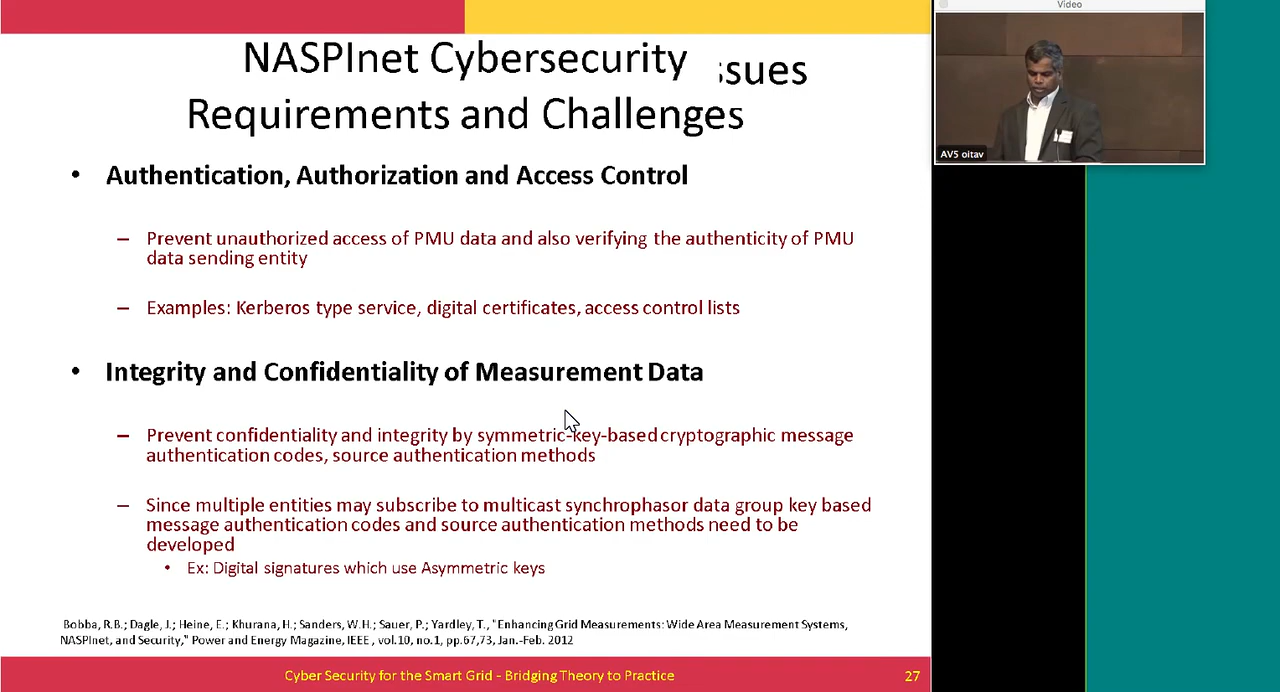 Video
NASPInet Cybersecurity
ssues
Requirements and Challenges
AV5 oitav
• Authentication, Authorization and Access Control
– Prevent unauthorized access of PMU data and also verifying the authenticity of PMU
data sending entity
– Examples: Kerberos type service, digital certificates, access control lists
• Integrity and Confidentiality of Measurement Data
– Prevent confidentiality and integrity by symmetric-key-based cryptographic message
authentication codes, source authentication methods
– Since multiple entities may subscribe to multicast synchrophasor data group key based
message authentication codes and source authentication methods need to be
developed
• Ex: Digital signatures which use Asymmetric keys
Bobba, R.B.; Dagle, J.; Heine, E.; Khurana, H.; Sanders, W.H.; Sauer, P.; Yardley, T., "Enhancing Grid Measurements: Wide Area Measurement Systems,
NASPInet, and Security," Power and Energy Magazine, IEEE , vol.10, no.1, pp.67,73, Jan.-Feb. 2012
Cyber Security for the Smart Grid - Bridging Theory to Practice
27